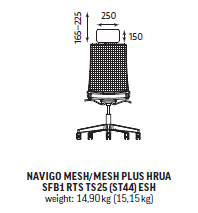 250
165-225
150
NAVIGO MESH/MESH PLUS HRUA
SFB1 RTS TS25 (ST44) ESH
weight: 14,90 kg (15,15 kg)